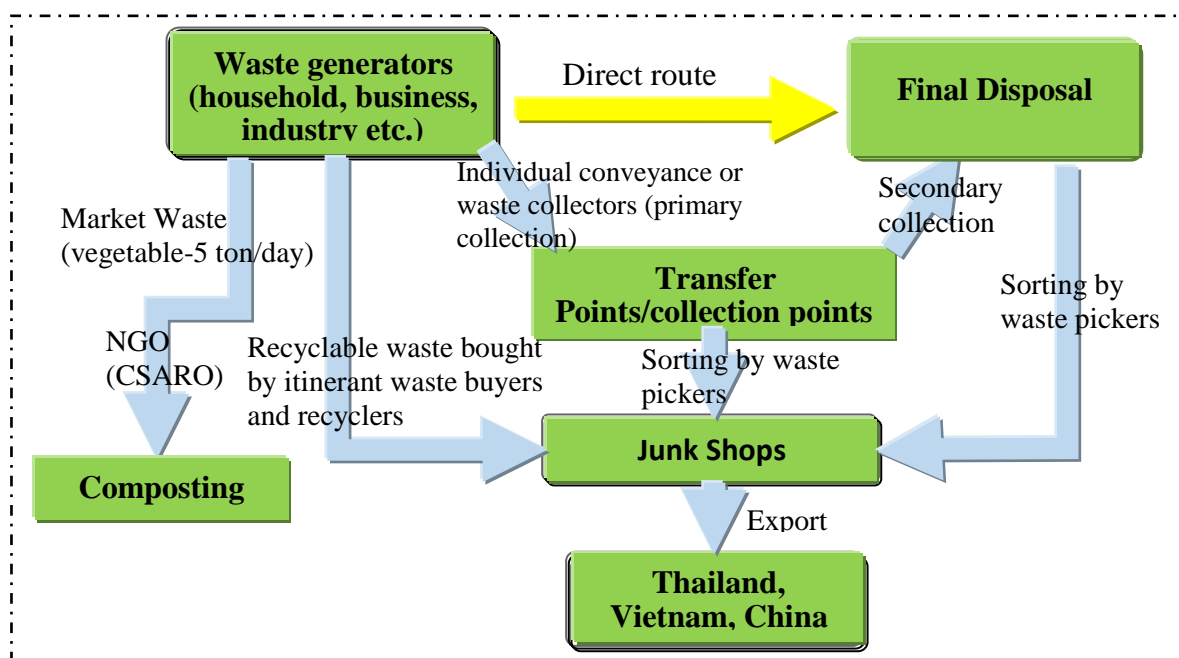 Waste generators
(household, business,
industry etc.)
Direct route
Final Disposal
Individual conveyance or
waste collectors (primary
collection)
Secondary
collection
Market Waste
(vegetable-5 ton/day)
Transfer
Points/collection points
Sorting by
waste pickers
NGO
(CSARO)
Recyclable waste bought
by itinerant waste buyers
and recyclers
Sorting by waste
pickers
Junk Shops
Composting
Export
Thailand,
Vietnam, China